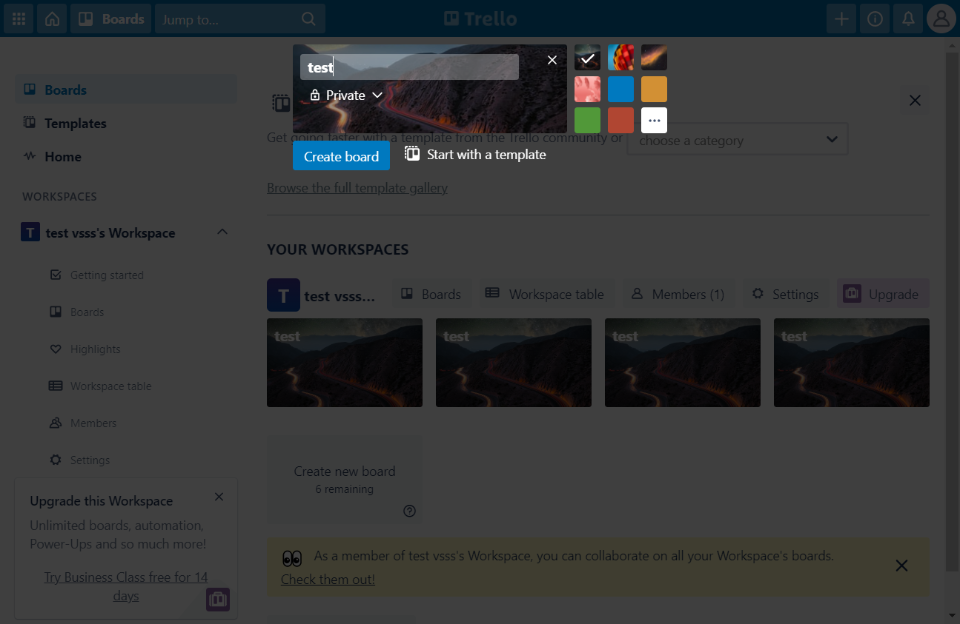 Boards
Jump to...
Trello
test
Private
Create board
Start with a template
Boards
Templates
Home
WORKSPACES
T
test vsss's Workspace
Getting started
Boards
Highlights
Workspace table
Members
Settings
Upgrade this Workspace
Unlimited boards, automation,
Power-Ups and so much more!
Try Business Class free for 14
days
Get going faster with a template from the Trello community or
choose a category
Browse the full template gallery
YOUR WORKSPACES
T
test vsss...
Boards
Workspace table
Members (1)
Settings
Upgrade
test
test
test
test
Create new board
6 remaining
As a member of test vsss's Workspace, you can collaborate on all your Workspace's boards.
Check them out!